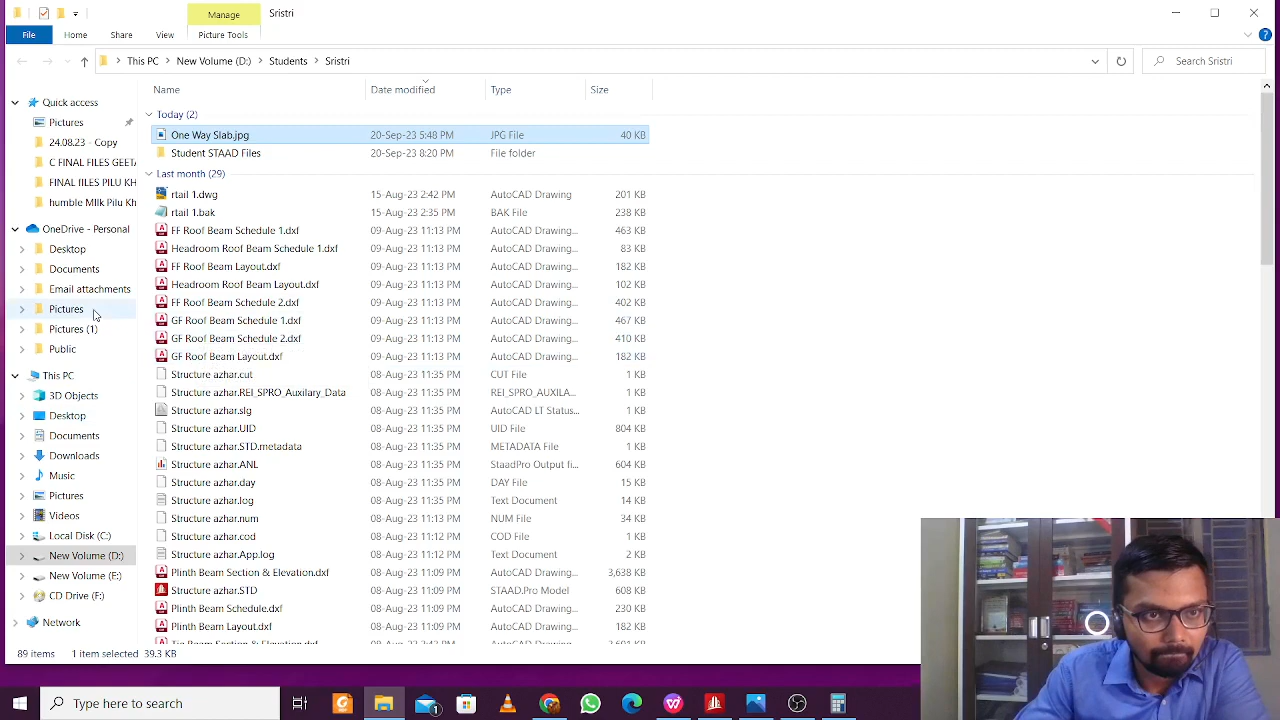 Manage
Sristri
File
Home
Share
View
Picture Tools
This PC
New Volume (D:)
Students
Sristri
Search Sristri
Name
Date modified
Type
Size
Quick access
Pictures
24.08.23 - Copy
C FINAL FILES GEETA
FINAL fILES PILU KH
humble MIlk Pilu Kh
OneDrive - Personal
Desktop
Documents
Email attachments
Pictures
Pictures (1)
Public
This PC
3D Objects
Desktop
Documents
Downloads
Music
Pictures
Videos
Local Disk (C:)
New Volume (D:)
New Volume (E:)
CD Drive (F:)
Network
Today (2)
One Way Slab.jpg 20-Sep-23 5:48 PM JPG File 40 KB
Student STAAD Files 20-Sep-23 8:20 PM File folder
Last month (29)
rtail 1.dwg 15-Aug-23 2:42 PM AutoCAD Drawing 201 KB
rtail 1.bak 15-Aug-23 2:35 PM BAK File 238 KB
FF Roof Beam Schedule 1.dxf 09-Aug-23 11:13 PM AutoCAD Drawing... 463 KB
Headroom Roof Beam Schedule 1.dxf 09-Aug-23 11:13 PM AutoCAD Drawing... 83 KB
FF Roof Beam Layout.dxf 09-Aug-23 11:13 PM AutoCAD Drawing... 182 KB
Headroom Roof Beam Layout.dxf 09-Aug-23 11:13 PM AutoCAD Drawing... 102 KB
FF Roof Beam Schedule 2.dxf 09-Aug-23 11:13 PM AutoCAD Drawing... 402 KB
GF Roof Beam Schedule 1.dxf 09-Aug-23 11:13 PM AutoCAD Drawing... 467 KB
GF Roof Beam Schedule 2.dxf 09-Aug-23 11:13 PM AutoCAD Drawing... 410 KB
GF Roof Beam Layout.dxf 09-Aug-23 11:13 PM AutoCAD Drawing... 182 KB
Structure azhar.cut 08-Aug-23 11:35 PM CUT File 1 KB
Structure azhar.REI_SPRO_Auxilary_Data 08-Aug-23 11:35 PM REI_SPRO_AUXILA... 1 KB
Structure azhar.slg 08-Aug-23 11:35 PM AutoCAD LT Status... 1 KB
Structure azhar.UID 08-Aug-23 11:35 PM UID File 804 KB
Structure azhar.STD.metadata 08-Aug-23 11:35 PM METADATA File 1 KB
Structure azhar.ANL 08-Aug-23 11:35 PM StaadPro Output fi... 604 KB
Structure azhar.day 08-Aug-23 11:35 PM DAY File 15 KB
Structure azhar.log 08-Aug-23 11:35 PM Text Document 14 KB
Structure azhar.num 08-Aug-23 11:13 PM NUM File 34 KB
Structure azhar.cod 08-Aug-23 11:12 PM COD File 1 KB
Structure azhar.App.log 08-Aug-23 11:12 PM Text Document 2 KB
Plinth Beam Section & Elevation.dxf 08-Aug-23 11:09 PM AutoCAD Drawing... 3,638 KB
Structure azhar.STD 08-Aug-23 11:09 PM STAAD.Pro Model 608 KB
Plinth Beam Schedule.dxf 08-Aug-23 11:09 PM AutoCAD Drawing... 230 KB
Plinth Beam Layout.dxf 08-Aug-23 11:09 PM AutoCAD Drawing... 182 KB
89 items 1 item selected 39.3 KB
Type here to search